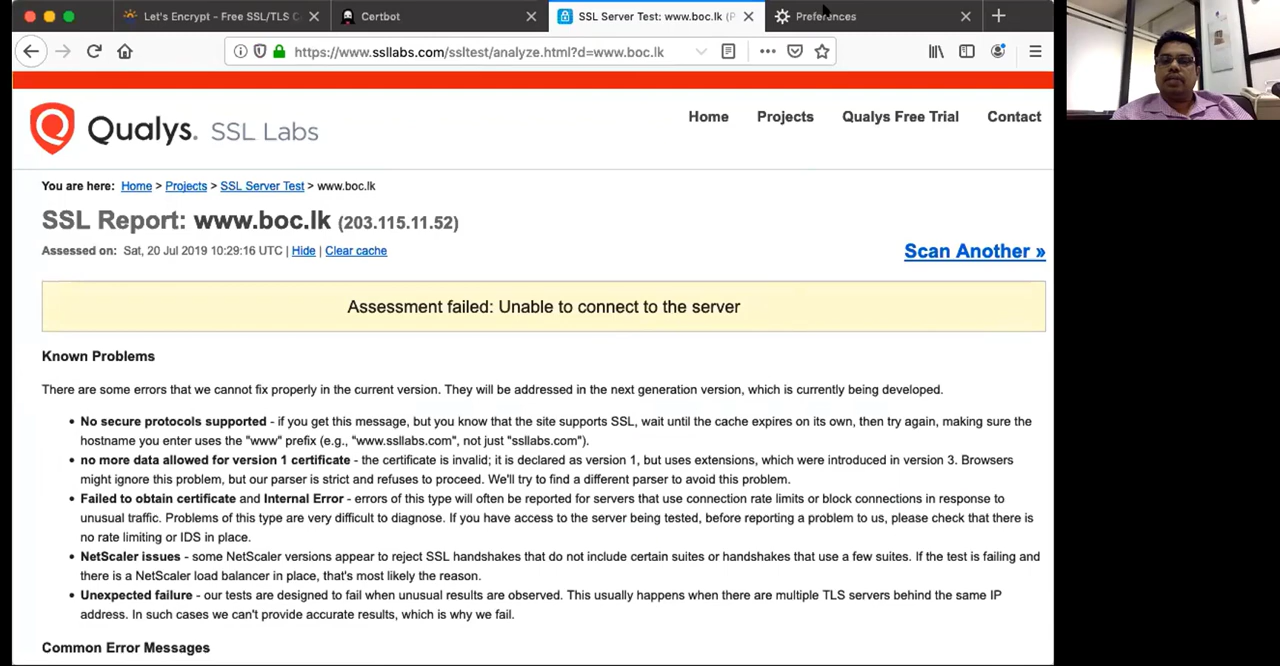 Let's Encrypt - Free SSL/TLS C
Certbot
SSL Server Test: www.boc.lk (P
Preferences
https://www.ssllabs.com/ssltest/analyze.html?d=www.boc.lk
Qualys. SSL LABS
Home Projects Qualys Free Trial Contact
You are here: Home > Projects > SSL Server Test > www.boc.lk
SSL Report: www.boc.lk (203.115.11.52)
Assessed on: Sat, 20 Jul 2019 10:29:16 UTC | Hide | Clear cache
Scan Another »
Assessment failed: Unable to connect to the server
Known Problems
There are some errors that we cannot fix properly in the current version. They will be addressed in the next generation version, which is currently being developed.
• No secure protocols supported - if you get this message, but you know that the site supports SSL, wait until the cache expires on its own, then try again, making sure the
hostname you enter uses the "www" prefix (e.g., "www.ssllabs.com", not just "ssllabs.com").
• no more data allowed for version 1 certificate - the certificate is invalid; it is declared as version 1, but uses extensions, which were introduced in version 3. Browsers
might ignore this problem, but our parser is strict and refuses to proceed. We'll try to find a different parser to avoid this problem.
• Failed to obtain certificate and Internal Error - errors of this type will often be reported for servers that use connection rate limits or block connections in response to
unusual traffic. Problems of this type are very difficult to diagnose. If you have access to the server being tested, before reporting a problem to us, please check that there is
no rate limiting or IDS in place.
• NetScaler issues - some NetScaler versions appear to reject SSL handshakes that do not include certain suites or handshakes that use a few suites. If the test is failing and
there is a NetScaler load balancer in place, that's most likely the reason.
• Unexpected failure - our tests are designed to fail when unusual results are observed. This usually happens when there are multiple TLS servers behind the same IP
address. In such cases we can't provide accurate results, which is why we fail.
Common Error Messages